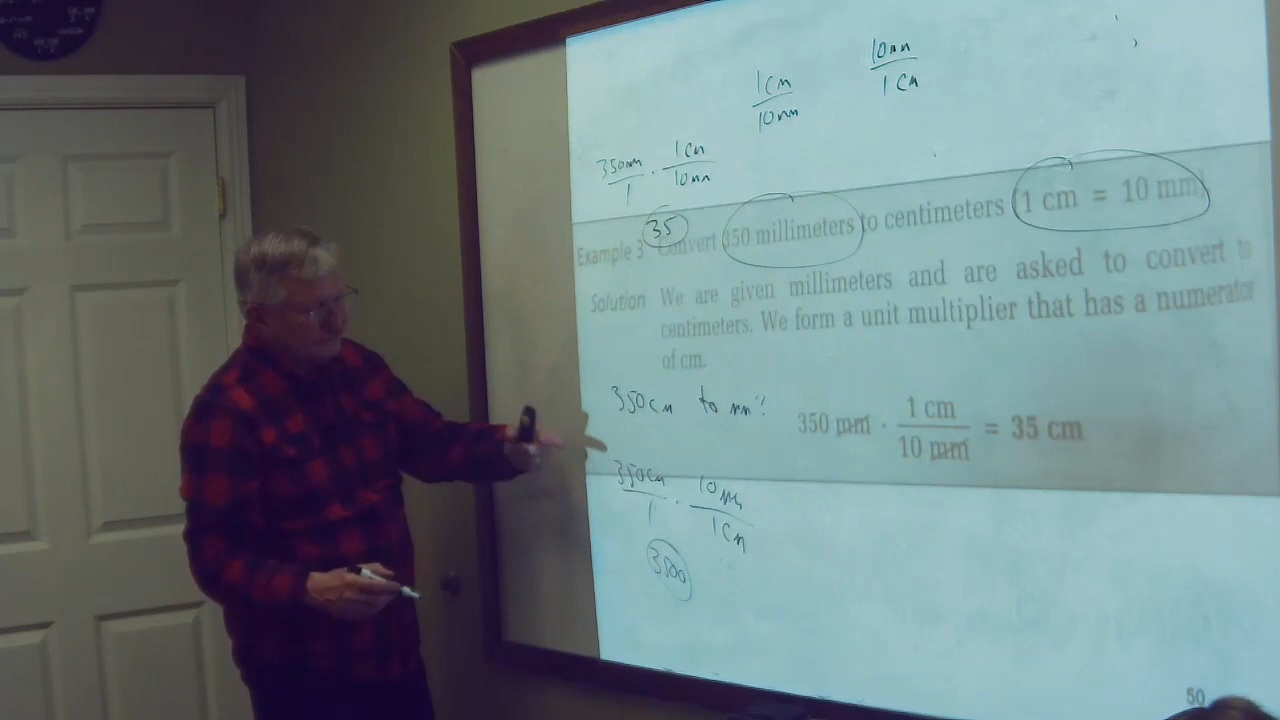 10mm
1cm
1cm
10mm
350mm/1 · 1cm/10mm
35
Example 3 Convert 350 millimeters to centimeters (1 cm = 10 mm)
Solution We are given millimeters and are asked to convert to
centimeters. We form a unit multiplier that has a numerator
of cm.
350cm to mm?
350 mm · 1 cm/10 mm = 35 cm
350cm/1 · 10mm/1cm
3500
50